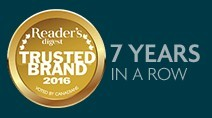 Reader's
digest
TRUSTED
BRAND
2016
VOTED BY CANADIANS
7 YEARS
IN A ROW